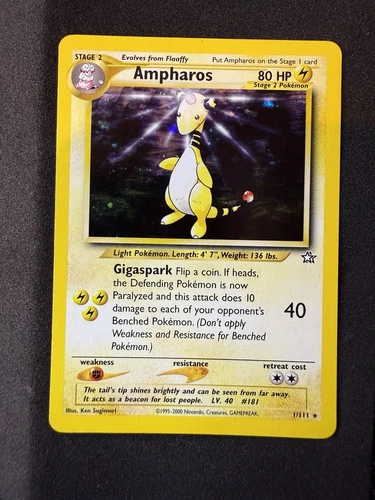 STAGE 2 Evolves from Flaaffy Put Ampharos on the Stage 1 card
Ampharos 80 HP
Stage 2 Pokémon
Light Pokémon. Length: 4' 7", Weight: 136 lbs.
Gigaspark Flip a coin. If heads,
the Defending Pokémon is now
Paralyzed and this attack does 10
damage to each of your opponent's
Benched Pokémon. (Don't apply
Weakness and Resistance for Benched
Pokémon.)
40
weakness resistance retreat cost
The tail's tip shines brightly and can be seen from far away.
It acts as a beacon for lost people. LV. 40 #181
Illus. Ken Sugimori ©1995-2000 Nintendo, Creatures, GAMEFREAK. 1/111